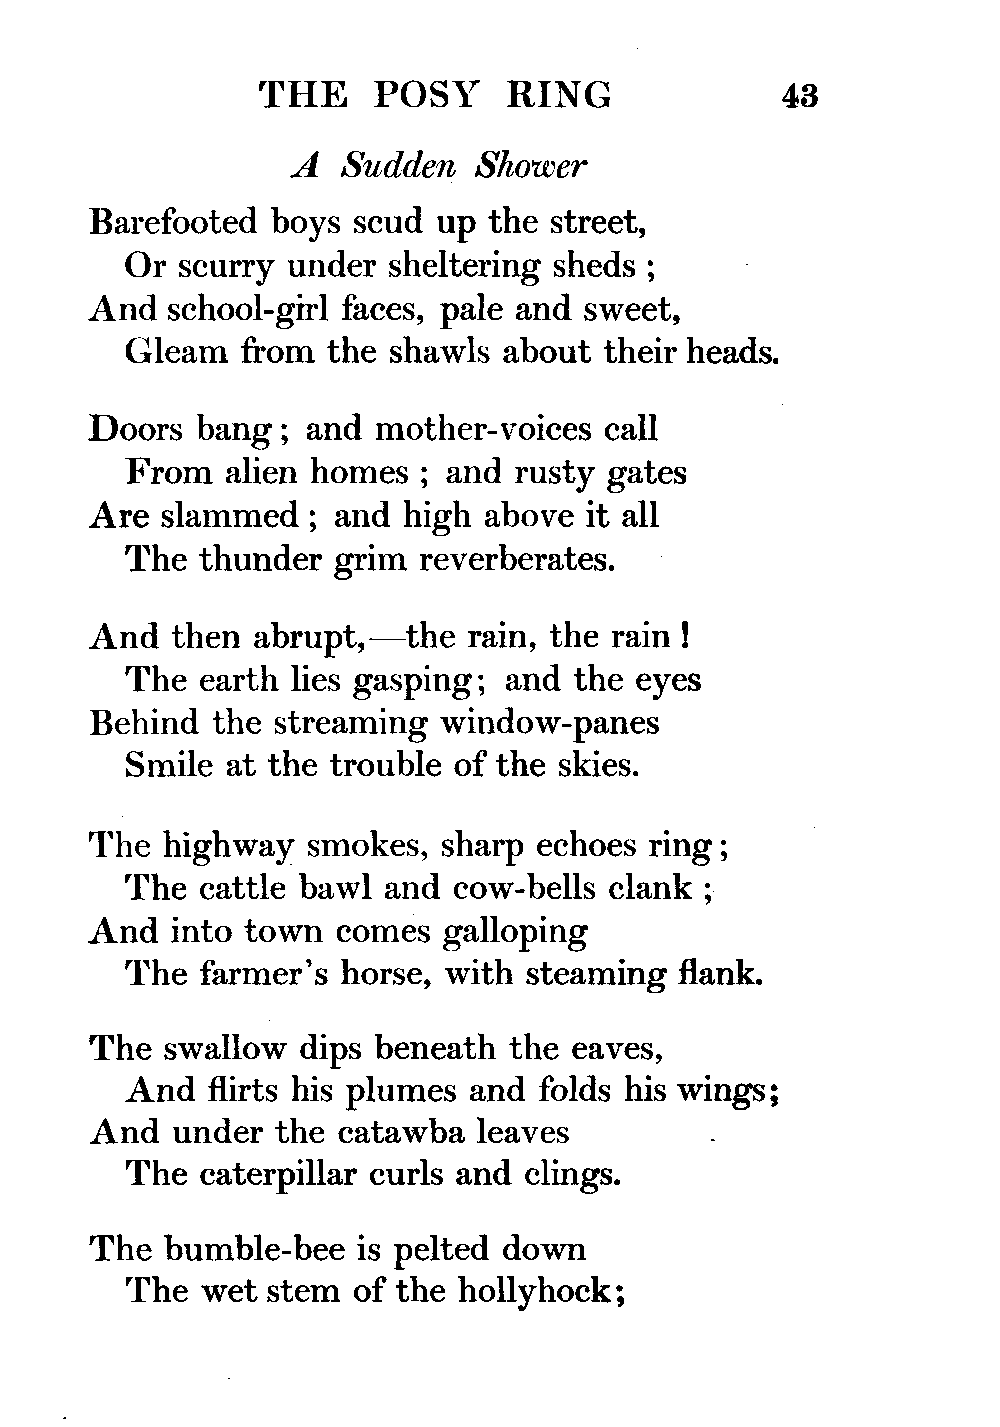 THE POSY RING 43
A Sudden Shower
Barefooted boys scud up the street,
Or scurry under sheltering sheds ;
And school-girl faces, pale and sweet,
Gleam from the shawls about their heads.
Doors bang ; and mother-voices call
From alien homes ; and rusty gates
Are slammed ; and high above it all
The thunder grim reverberates.
And then abrupt,—the rain, the rain !
The earth lies gasping ; and the eyes
Behind the streaming window-panes
Smile at the trouble of the skies.
The highway smokes, sharp echoes ring ;
The cattle bawl and cow-bells clank ;
And into town comes galloping
The farmer's horse, with steaming flank.
The swallow dips beneath the eaves,
And flirts his plumes and folds his wings;
And under the catawba leaves
The caterpillar curls and clings.
The bumble-bee is pelted down
The wet stem of the hollyhock;